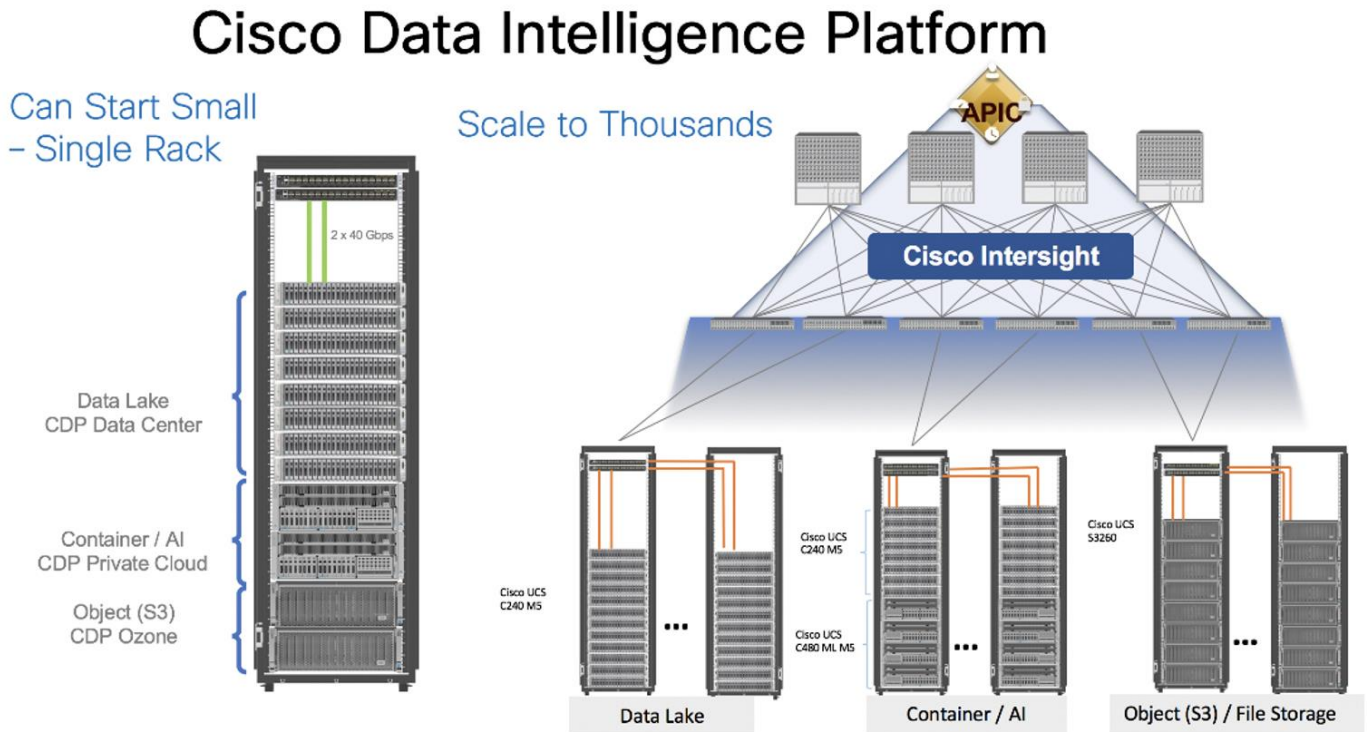 Cisco Data Intelligence Platform
Can Start Small
– Single Rack
Scale to Thousands
APIC
2 x 40 Gbps
Cisco Intersight
Data Lake
CDP Data Center
Container / AI
CDP Private Cloud
Object (S3)
CDP Ozone
Cisco UCS
C240 M5
Cisco UCS
C240 M5
Cisco UCS
C480 ML M5
Cisco UCS
S3260
...
...
...
Data Lake
Container / AI
Object (S3) / File Storage